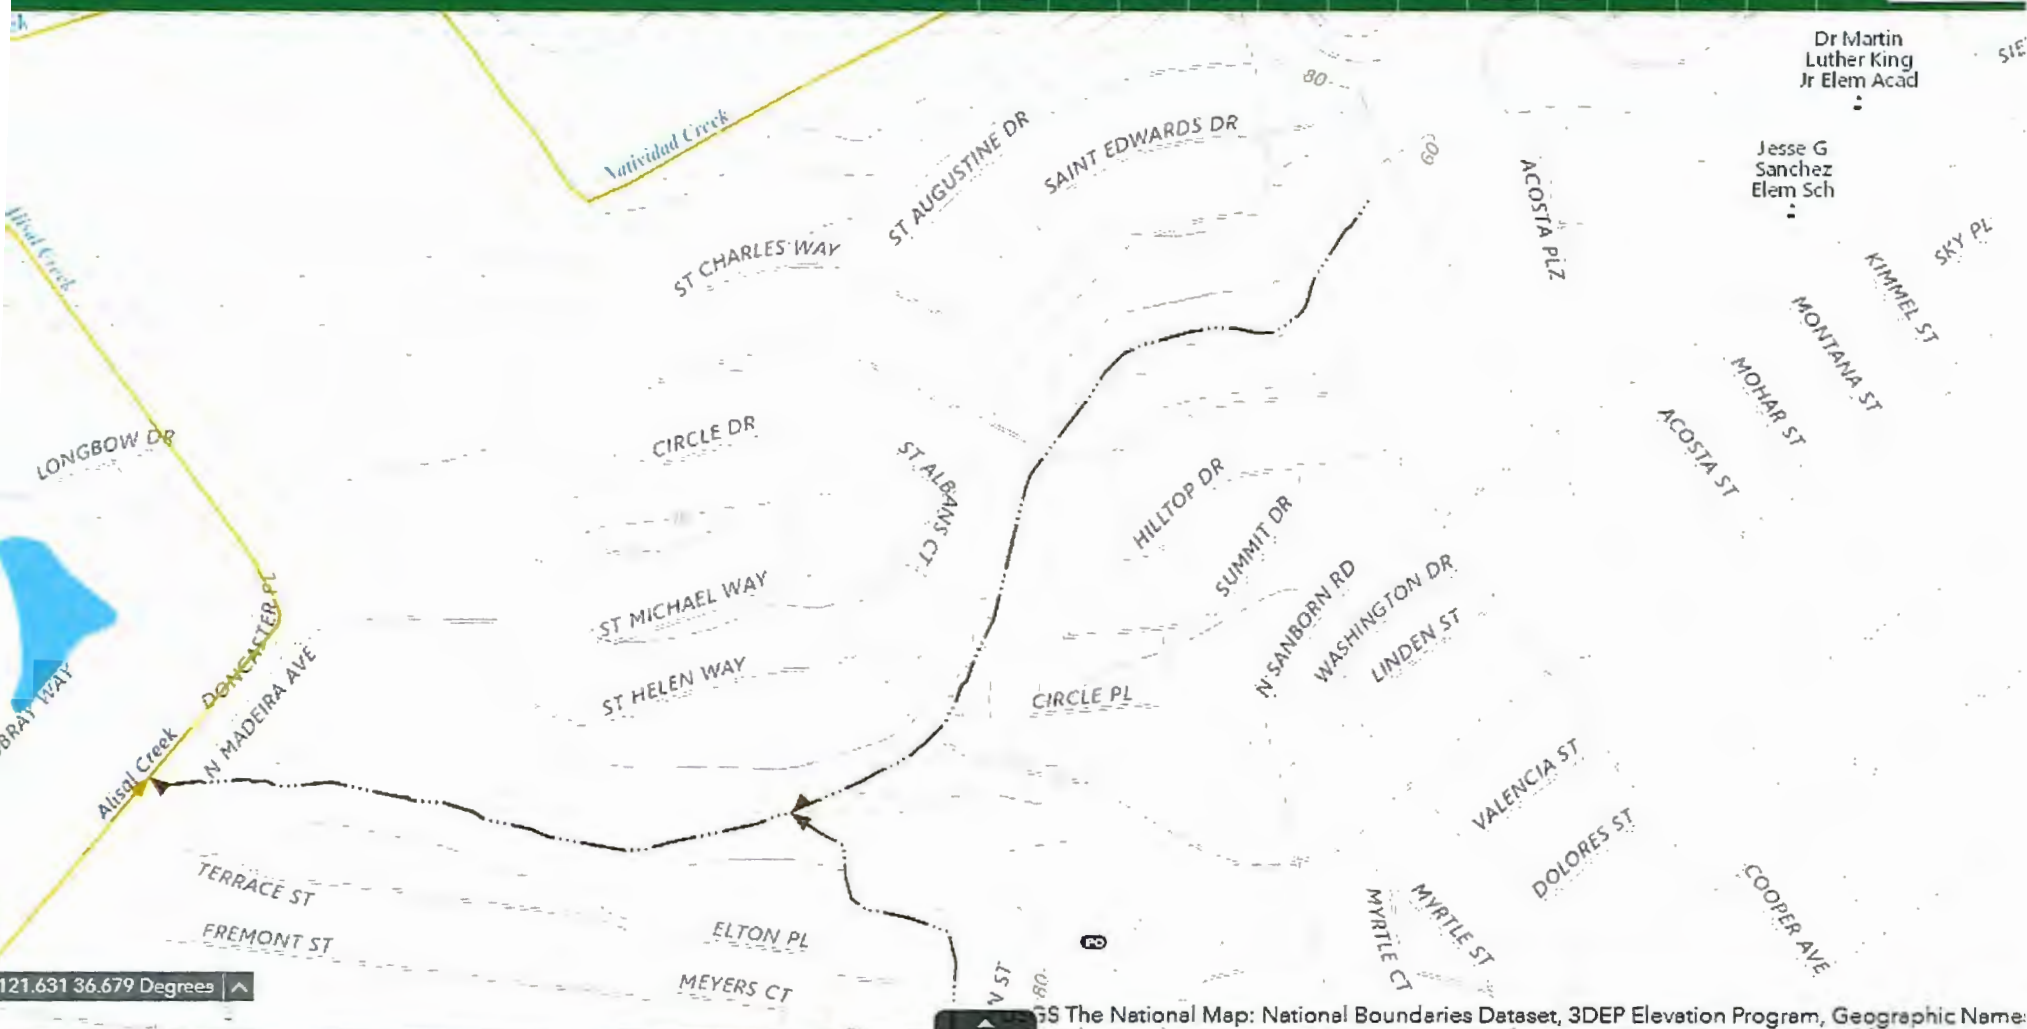 Dr Martin
Luther King
Jr Elem Acad
80
Natividad Creek
ST AUGUSTINE DR
SAINT EDWARDS DR
60
Jesse G
Sanchez
Elem Sch
ACOSTA PLZ
ST CHARLES WAY
SKY PL
KIMMEL ST
MONTANA ST
MOHAR ST
ACOSTA ST
LONGBOW DR
CIRCLE DR
ST ALBANS CT
HILLTOP DR
SUMMIT DR
N SANBORN RD
WASHINGTON DR
LINDEN ST
ST MICHAEL WAY
ST HELEN WAY
CIRCLE PL
DONCASTER PL
N MADEIRA AVE
Alisal Creek
VALENCIA ST
DOLORES ST
TERRACE ST
FREMONT ST
ELTON PL
MEYERS CT
PO
MYRTLE CT
MYRTLE ST
COOPER AVE
N ST
80
121.631 36.679 Degrees
GS The National Map: National Boundaries Dataset, 3DEP Elevation Program, Geographic Name